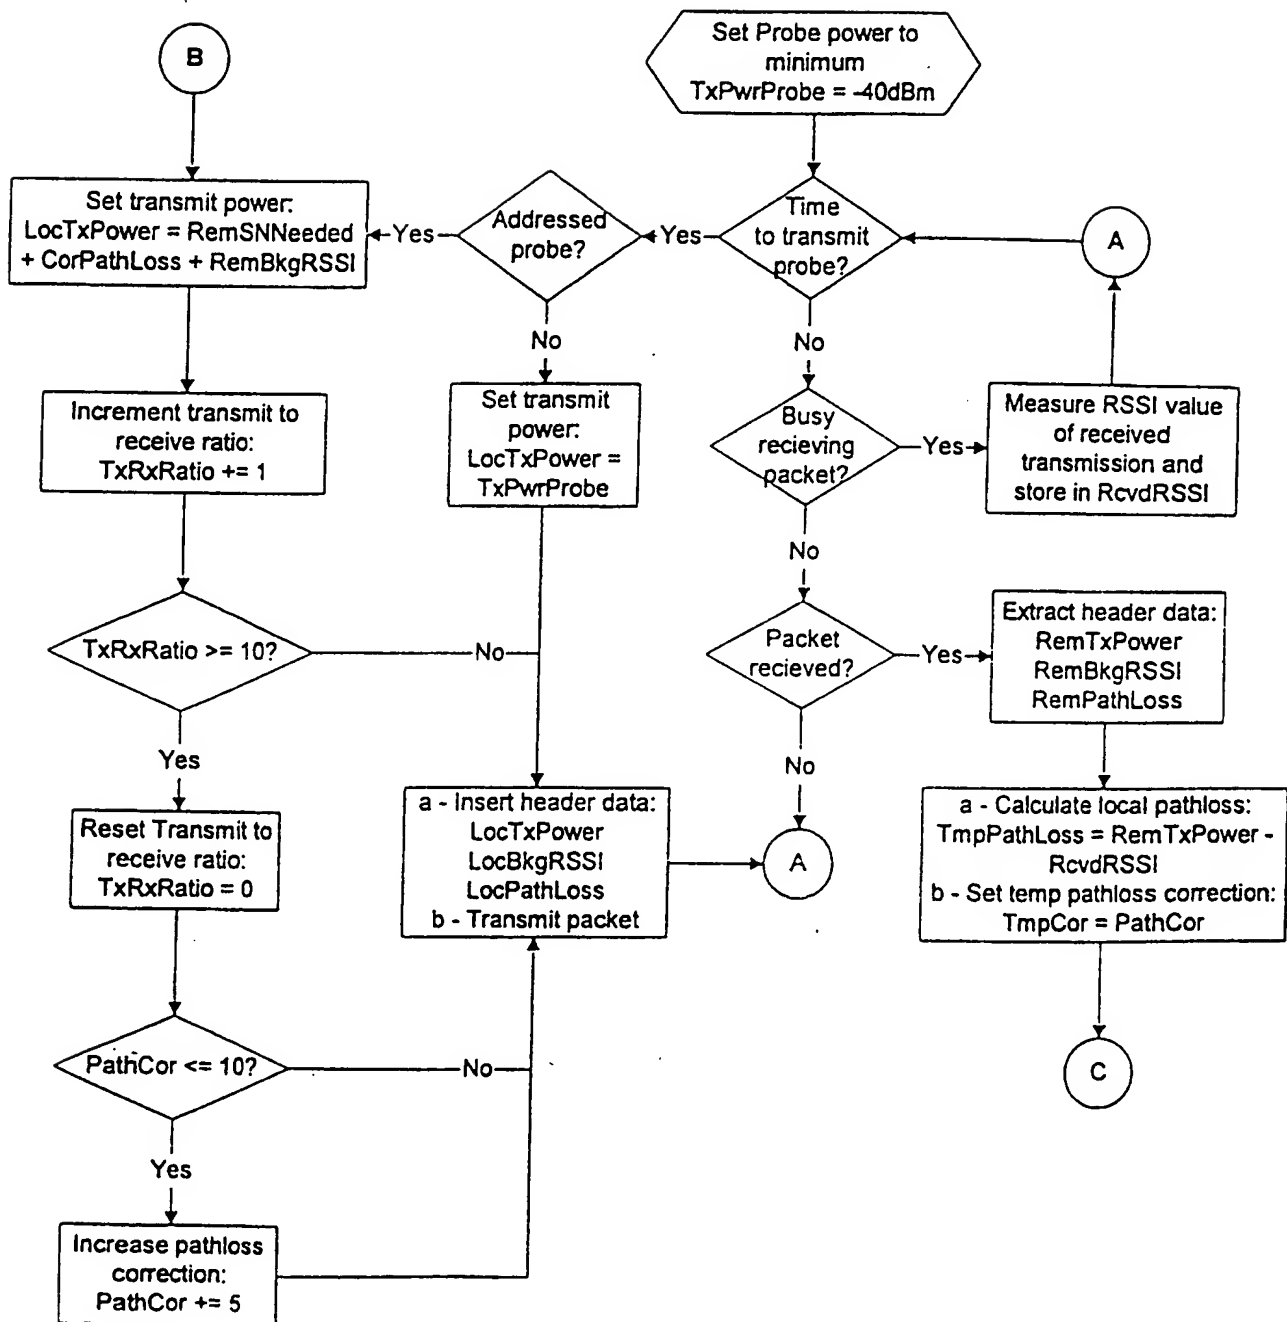 B
Set Probe power to
minimum
TxPwrProbe = -40dBm
Set transmit power:
LocTxPower = RemSNNeeded
+ CorPathLoss + RemBkgRSSI
Yes
Addressed
probe?
Yes
Time
to transmit
probe?
A
No
No
Increment transmit to
receive ratio:
TxRxRatio += 1
Set transmit
power:
LocTxPower =
TxPwrProbe
Busy
recieving
packet?
Yes
Measure RSSI value
of received
transmission and
store in RcvdRSSI
No
TxRxRatio >= 10?
No
Packet
recieved?
Yes
Extract header data:
RemTxPower
RemBkgRSSI
RemPathLoss
Yes
No
Reset Transmit to
receive ratio:
TxRxRatio = 0
a - Insert header data:
LocTxPower
LocBkgRSSI
LocPathLoss
b - Transmit packet
A
a - Calculate local pathloss:
TmpPathLoss = RemTxPower -
RcvdRSSI
b - Set temp pathloss correction:
TmpCor = PathCor
PathCor <= 10?
No
C
Yes
Increase pathloss
correction:
PathCor += 5